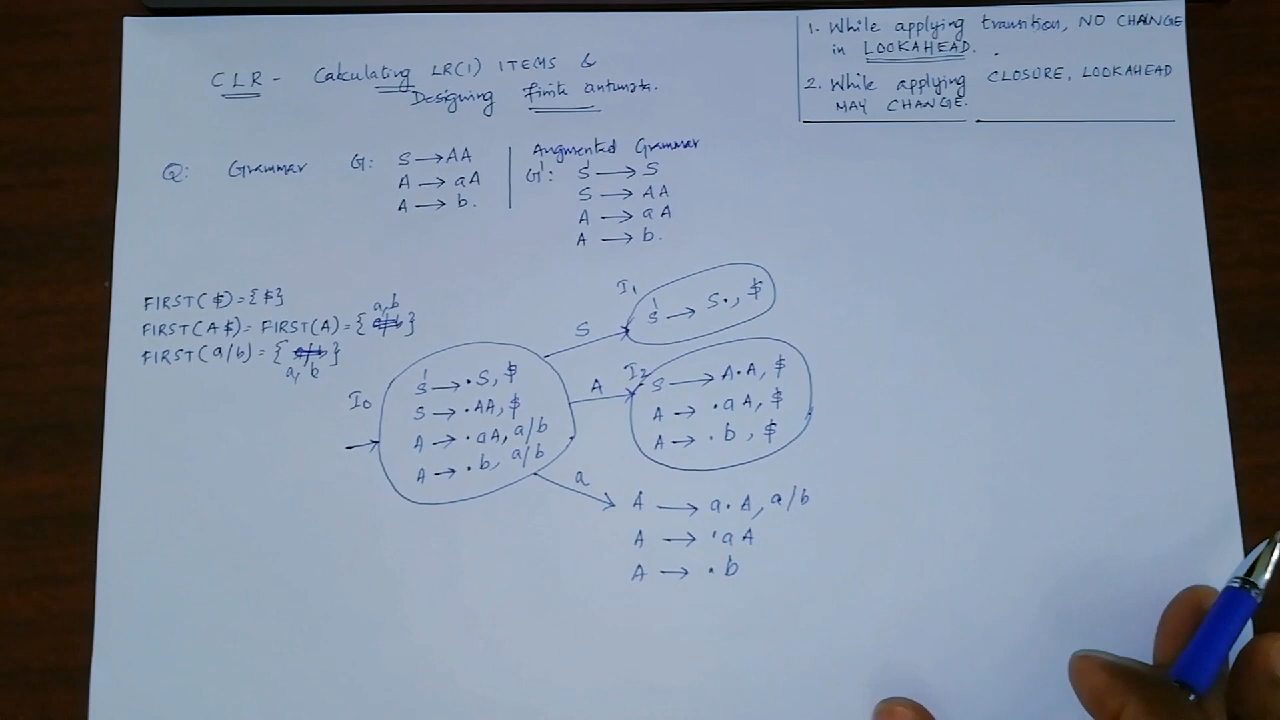 1. While applying transition, NO CHANGE
in LOOKAHEAD.
2. While applying CLOSURE, LOOKAHEAD
MAY CHANGE.
CLR - Calculating LR(1) ITEMS &
Designing finite automata.
Q: Grammar G: S → AA
A → aA
A → b.
Augmented Grammar
G': S' → S
S → AA
A → aA
A → b.
FIRST($) = {$}
a,b
FIRST(A$) = FIRST(A) = { a/b }
FIRST(a/b) = { a/b }
a, b
I0
S' → .S, $
S → .AA, $
A → .aA, a/b
A → .b, a/b
S
I1
S' → S., $
A
I2
S → A.A, $
A → .aA, $
A → .b, $
a
A → a.A, a/b
A → .aA
A → .b